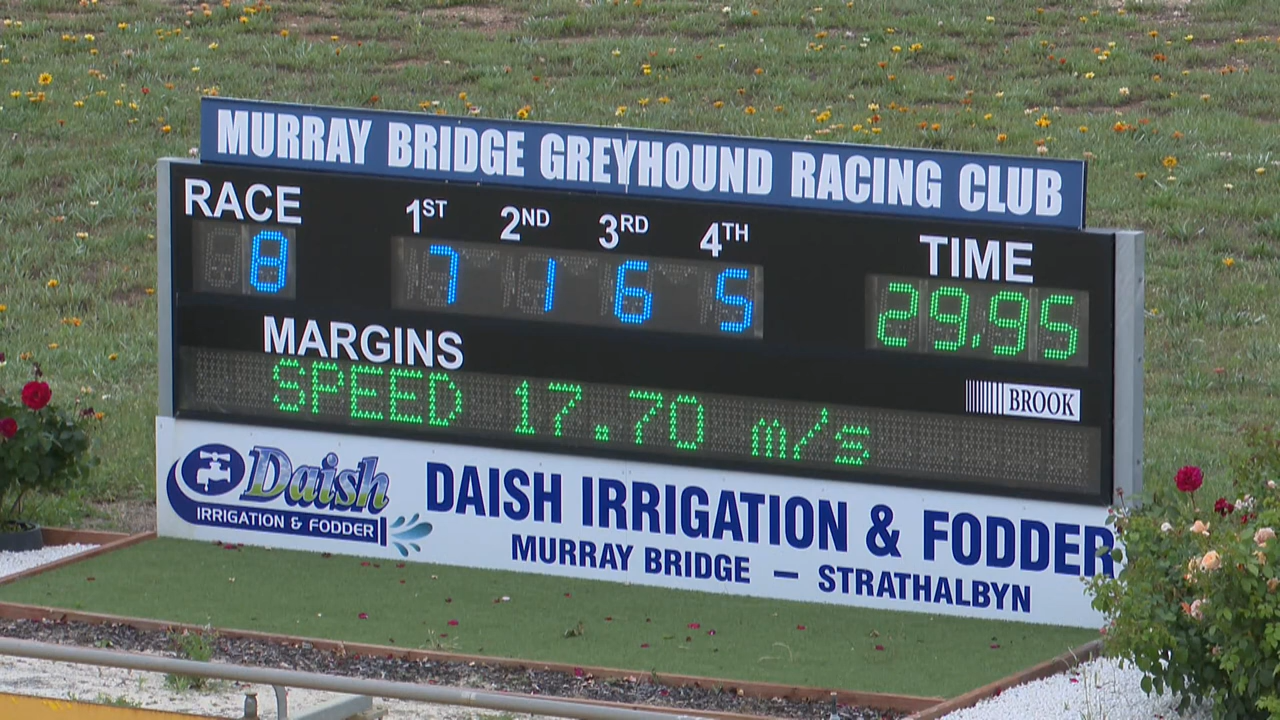 MURRAY BRIDGE GREYHOUND RACING CLUB
RACE 1ST 2ND 3RD 4TH TIME
8 7 1 6 5 29.95
MARGINS
SPEED 17.70 m/s
BROOK
Daish
IRRIGATION & FODDER
DAISH IRRIGATION & FODDER
MURRAY BRIDGE — STRATHALBYN